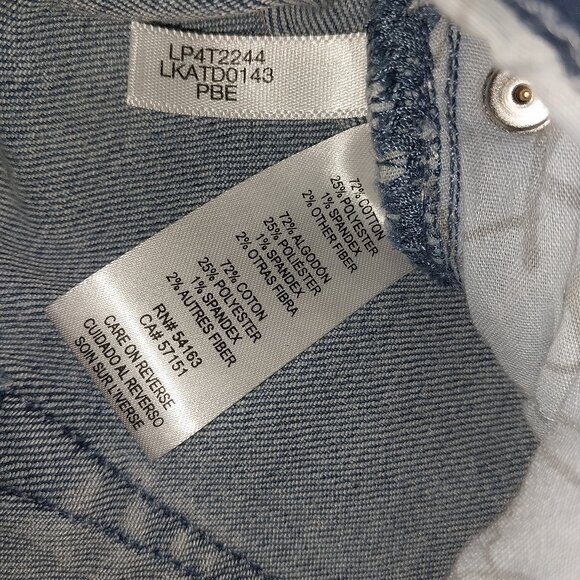 LP4T2244
LKATD0143
PBE
72% COTTON
25% POLYESTER
1% SPANDEX
2% OTHER FIBER
72% ALGODÓN
25% POLIÉSTER
1% SPANDEX
2% OTRAS FIBRA
72% COTON
25% POLYESTER
1% SPANDEX
2% AUTRES FIBER
RN# 54163
CA# 57151
CARE ON REVERSE
CUIDADO AL REVERSO
SOIN SUR L'IVERSE